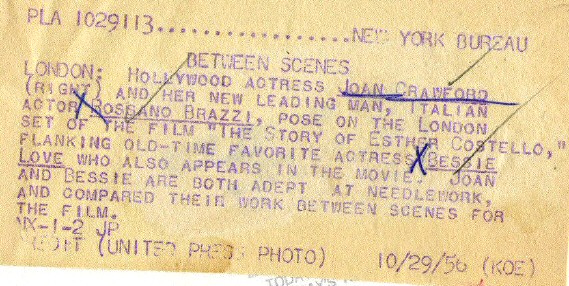 PLA 1029113..................NEW YORK BUREAU
BETWEEN SCENES
LONDON: HOLLYWOOD ACTRESS JOAN CRAWFORD
(RIGHT) AND HER NEW LEADING MAN, ITALIAN
ACTOR ROSSANO BRAZZI, POSE ON THE LONDON
SET OF THE FILM "THE STORY OF ESTHER COSTELLO,"
FLANKING OLD-TIME FAVORITE ACTRESS BESSIE
LOVE WHO ALSO APPEARS IN THE MOVIE. JOAN
AND BESSIE ARE BOTH ADEPT AT NEEDLEWORK,
AND COMPARED THEIR WORK BETWEEN SCENES FOR
THE FILM.
NX-1-2 JP
CREDIT (UNITED PRESS PHOTO) 10/29/56 (KOE)